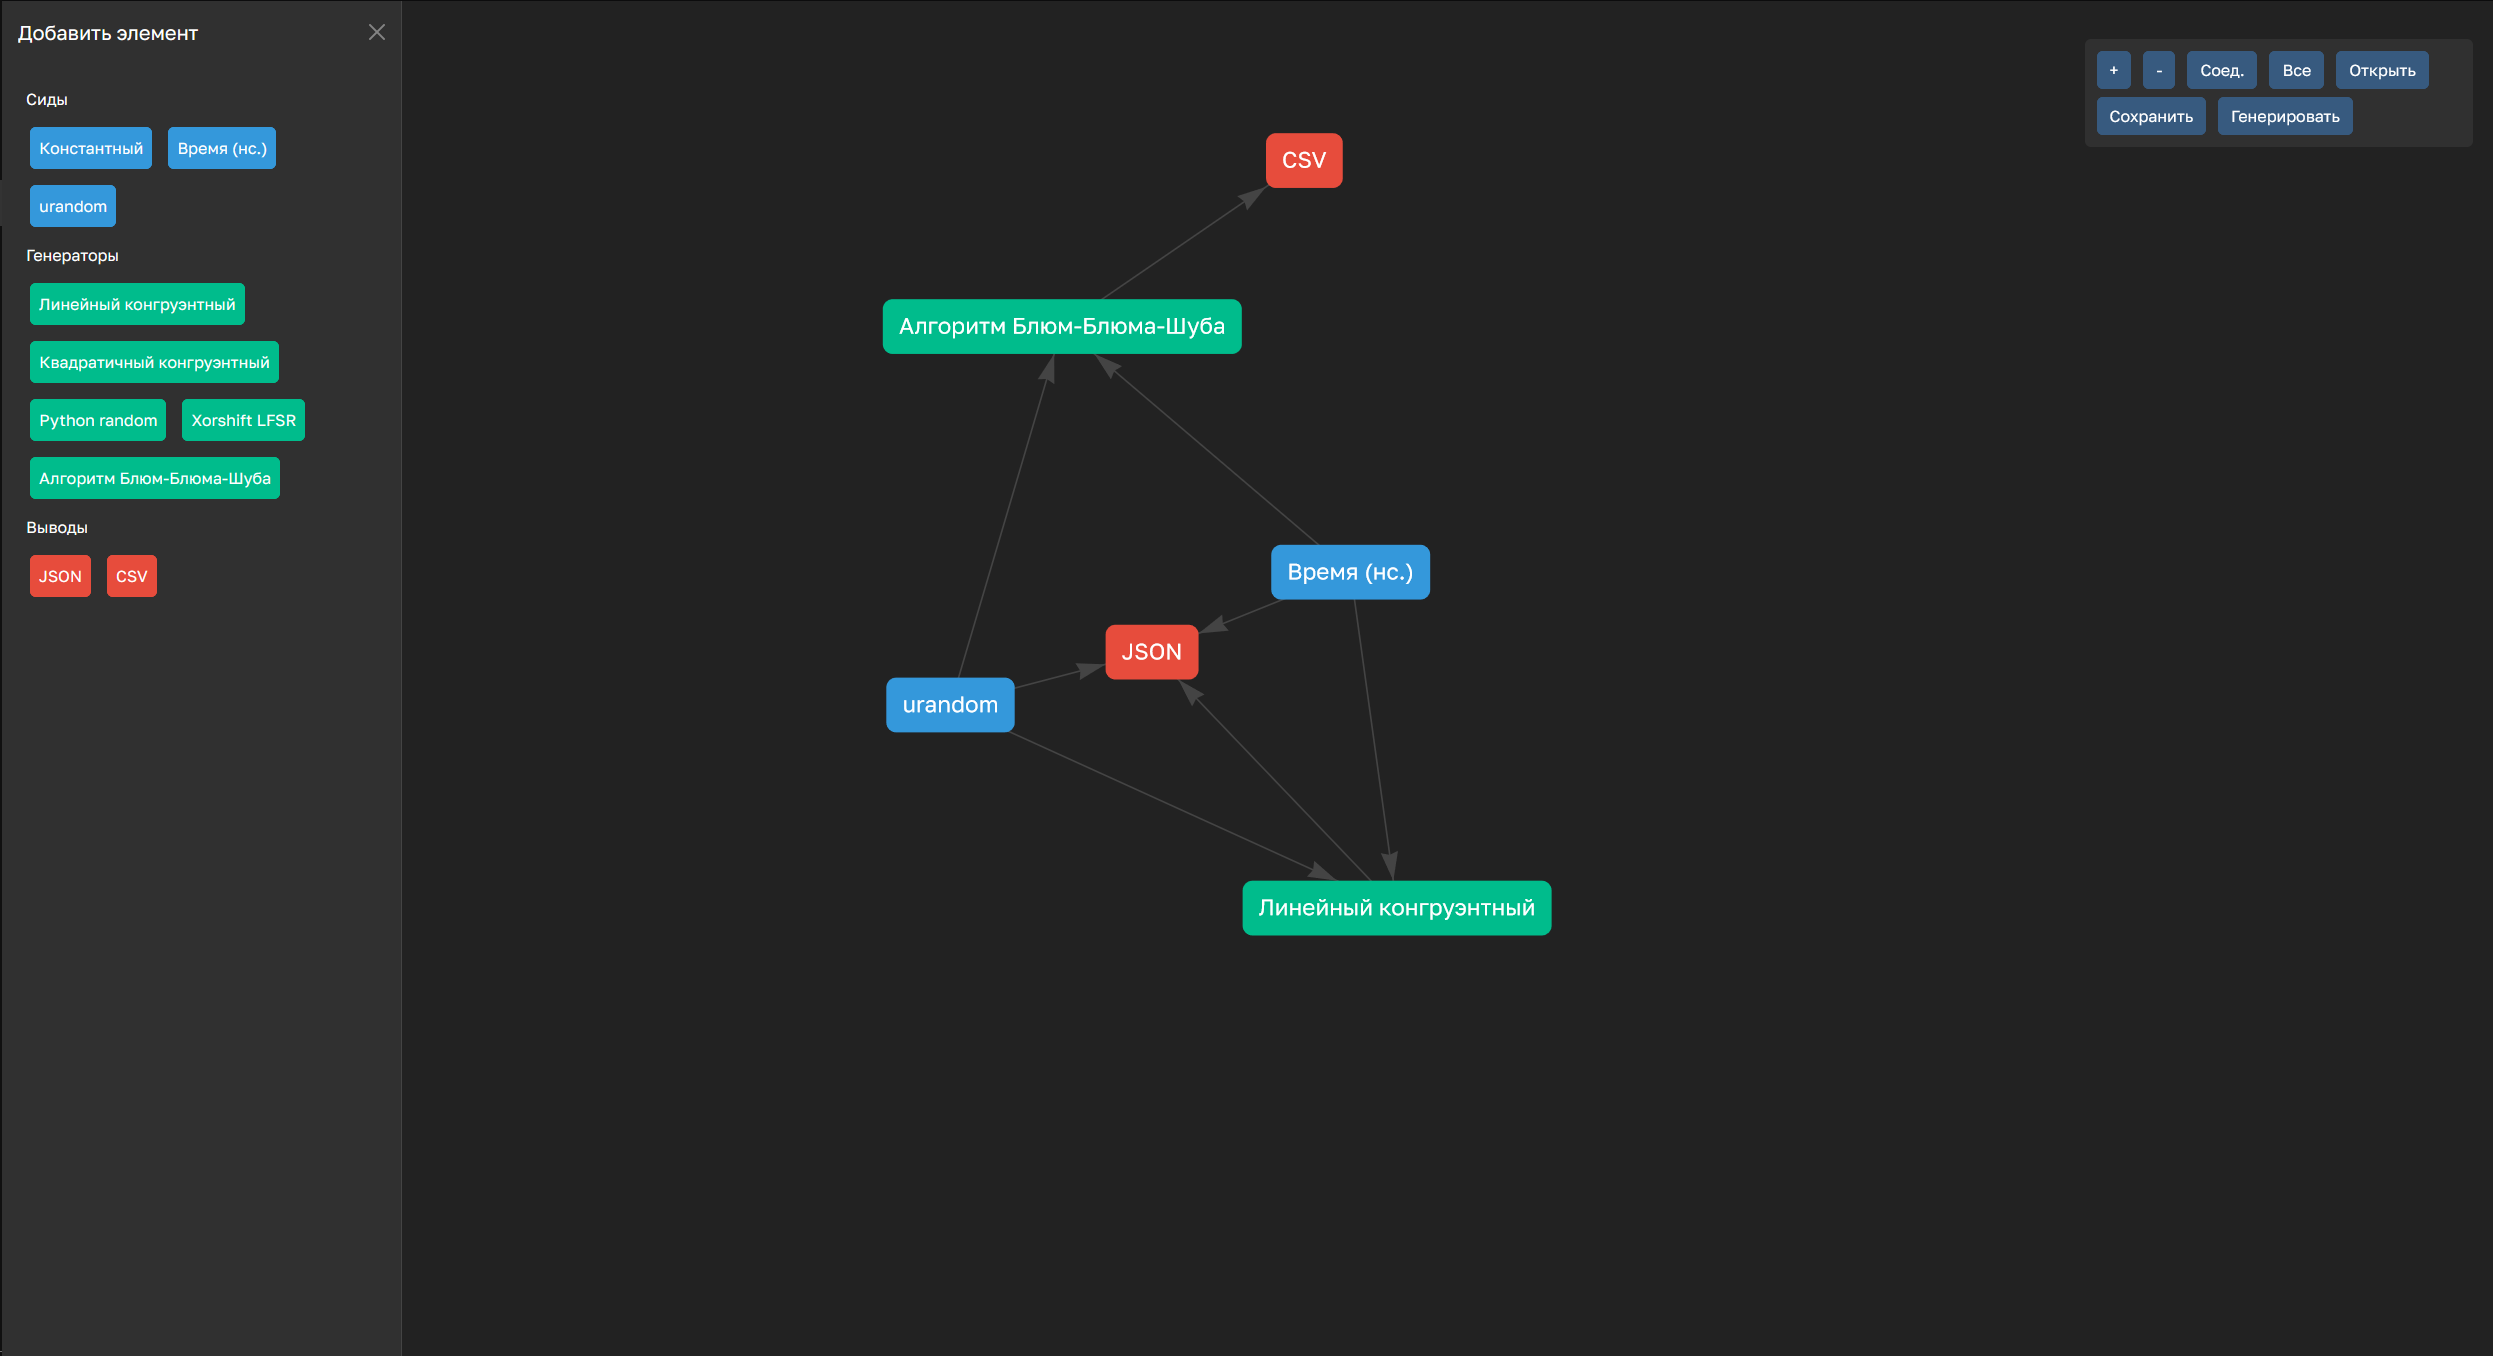 Добавить элемент
Сиды
Константный Время (нс.)
urandom
Генераторы
Линейный конгруэнтный
Квадратичный конгруэнтный
Python random Xorshift LFSR
Алгоритм Блюм-Блюма-Шуба
Выводы
JSON CSV
+ - Соед. Все Открыть
Сохранить Генерировать
CSV
Алгоритм Блюм-Блюма-Шуба
Время (нс.)
JSON
urandom
Линейный конгруэнтный